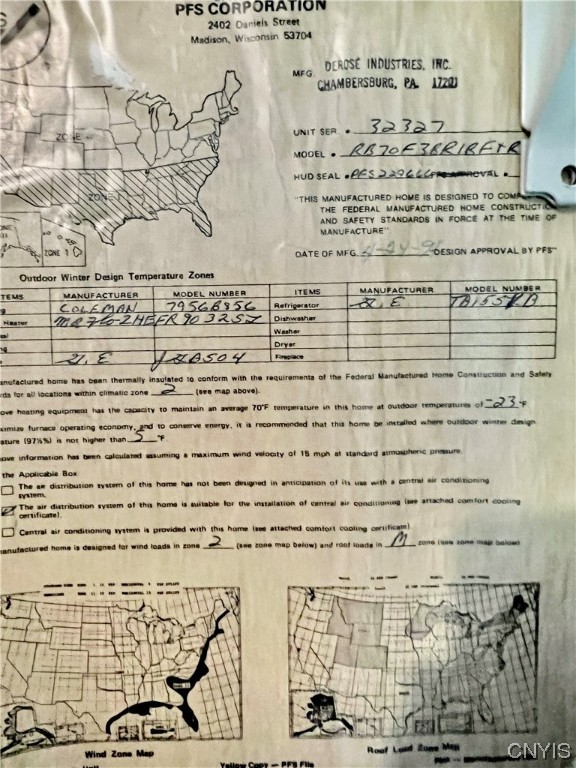 PFS CORPORATION
2402 Daniels Street
Madison, Wisconsin 53704
MFG. DEROSE INDUSTRIES, INC.
CHAMBERSBURG, PA. 17201
UNIT SER. 32327
MODEL
HUD SEAL
"THIS MANUFACTURED HOME IS DESIGNED TO
THE FEDERAL MANUFACTURED HOME CONSTRUCTION
AND SAFETY STANDARDS IN FORCE AT THE TIME OF
MANUFACTURE"
DATE OF MFG. DESIGN APPROVAL BY PFS
ZONE
ZONE 1
Outdoor Winter Design Temperature Zones
TEMS MANUFACTURER MODEL NUMBER ITEMS MANUFACTURER MODEL NUMBER
COLEMAN 7956B856 Refrigerator G.E
Heater Dishwasher
Washer
Dryer
G.E Fireplace
anufactured home has been thermally insulated to conform with the requirements of the Federal Manufactured Home Construction and Safety
rds for all locations within climatic zone 2 (see map above).
ove heating equipment has the capacity to maintain an average 70°F temperature in this home at outdoor temperatures of -23 °F
ximize furnace operating economy, and to conserve energy, it is recommended that this home be installed where outdoor winter design
ature (97½%) is not higher than 5 °F.
ove information has been calculated assuming a maximum wind velocity of 15 mph at standard atmospheric pressure.
the Applicable Box
The air distribution system of this home has not been designed in anticipation of its use with a central air conditioning
system.
The air distribution system of this home is suitable for the installation of central air conditioning (see attached comfort cooling
certificate).
Central air conditioning system is provided with this home (see attached comfort cooling certificate)
anufactured home is designed for wind loads in zone 2 (see zone map below) and roof loads in M zone (see zone map below)
Wind Zone Map Roof Load Zone Map
Yellow Copy — PFS File
CNYIS